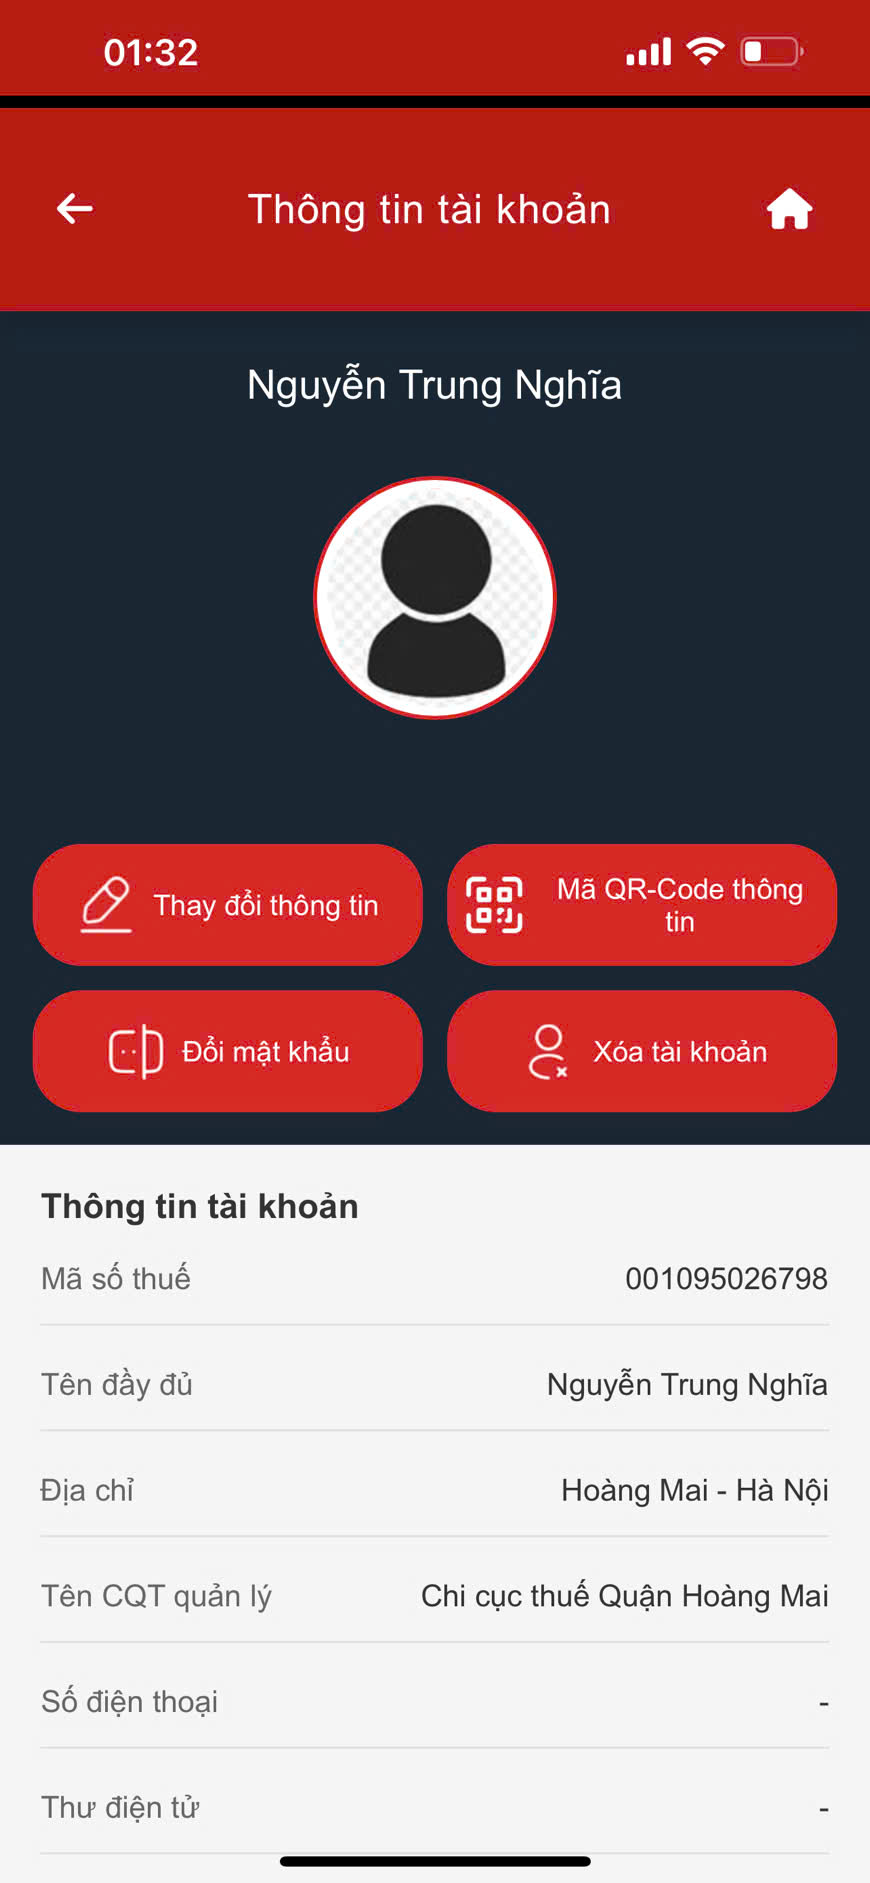 01:32
Thông tin tài khoản
Nguyễn Trung Nghĩa
Thay đổi thông tin
Mã QR-Code thông
tin
Đổi mật khẩu
Xóa tài khoản
Thông tin tài khoản
Mã số thuế 001095026798
Tên đầy đủ Nguyễn Trung Nghĩa
Địa chỉ Hoàng Mai - Hà Nội
Tên CQT quản lý Chi cục thuế Quận Hoàng Mai
Số điện thoại -
Thư điện tử -